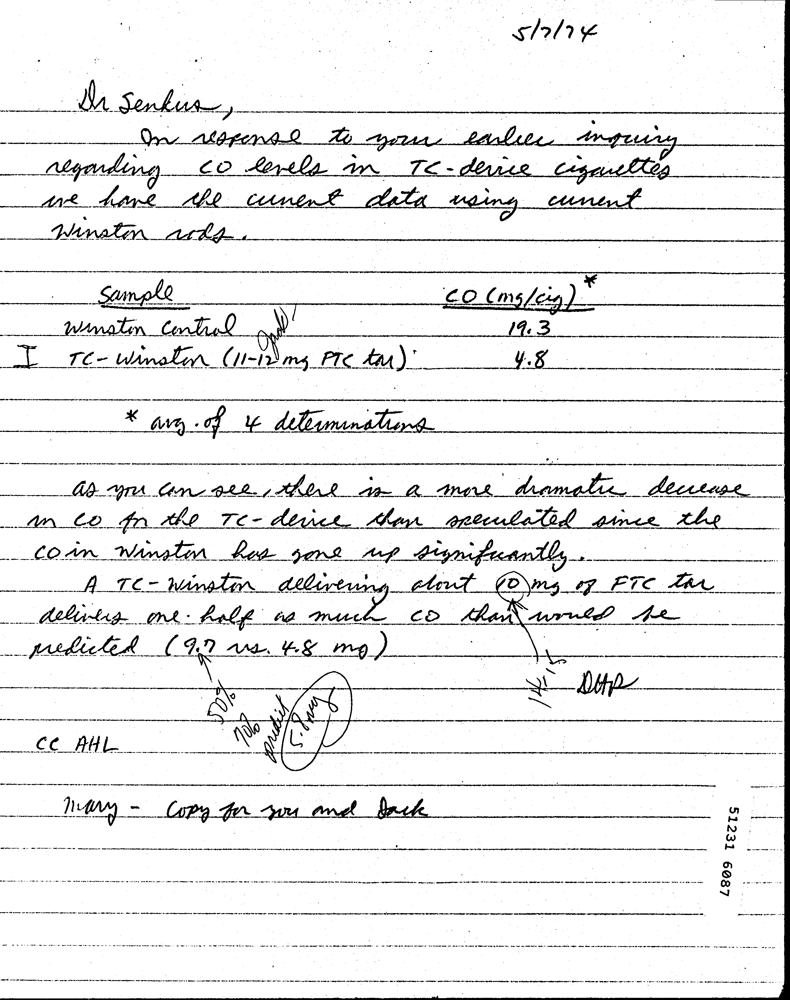 5/7/74
Dr Senkus,
In response to your earlier inquiry
regarding CO levels in TC-device cigarettes
we have the current data using current
Winston rods.
Sample CO (mg/cig) *
Winston Control 19.3
I TC-Winston (11-12 mg FTC tar) 4.8
* avg. of 4 determinations
As you can see, there is a more dramatic decrease
in CO for the TC-device than speculated since the
CO in Winston has gone up significantly.
A TC-Winston delivering about 10 mg of FTC tar
delivers one-half as much CO than would be
predicted (9.7 vs. 4.8 mg)
14-15
DHP
50%
70%
predict
5.8 mg
CC AHL
Mary - Copy for you and Jack
51231 6087